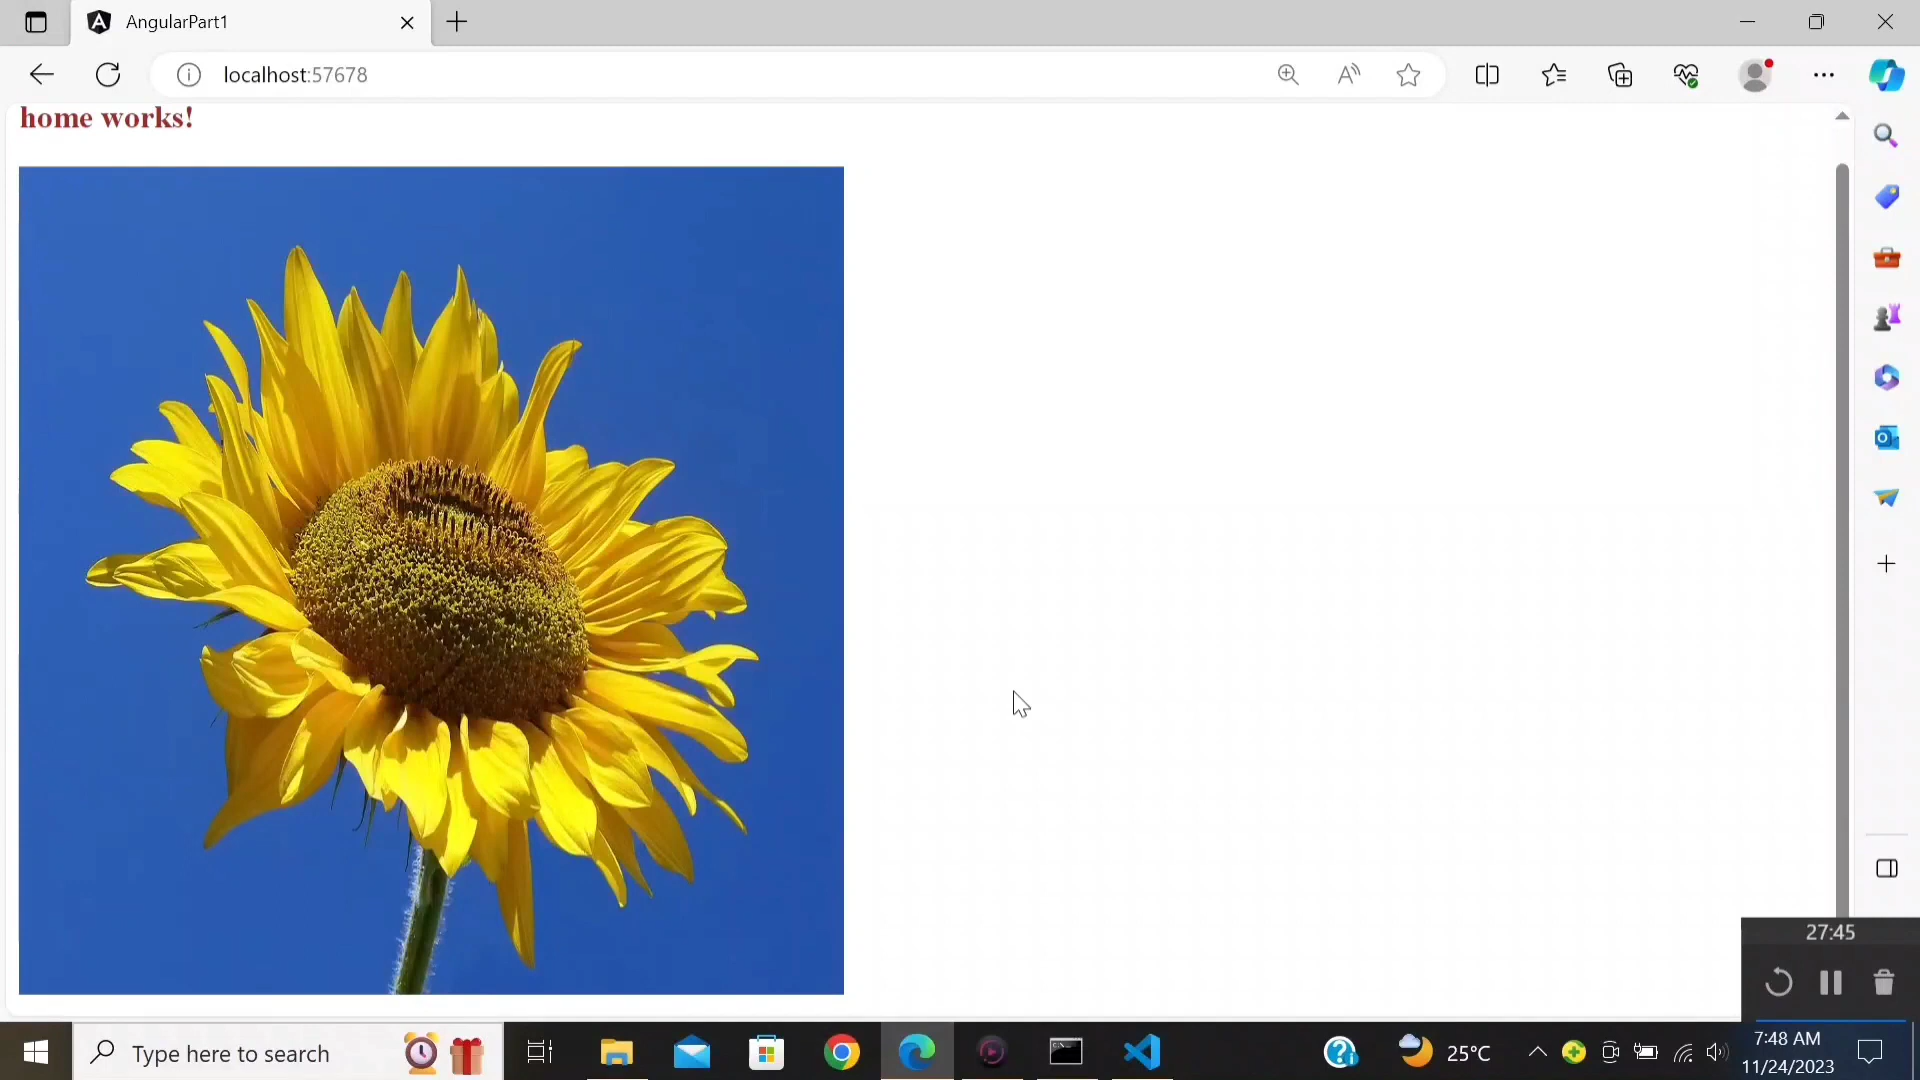 AngularPart1
localhost:57678
home works!
27:45
Type here to search
25°C
7:48 AM
11/24/2023